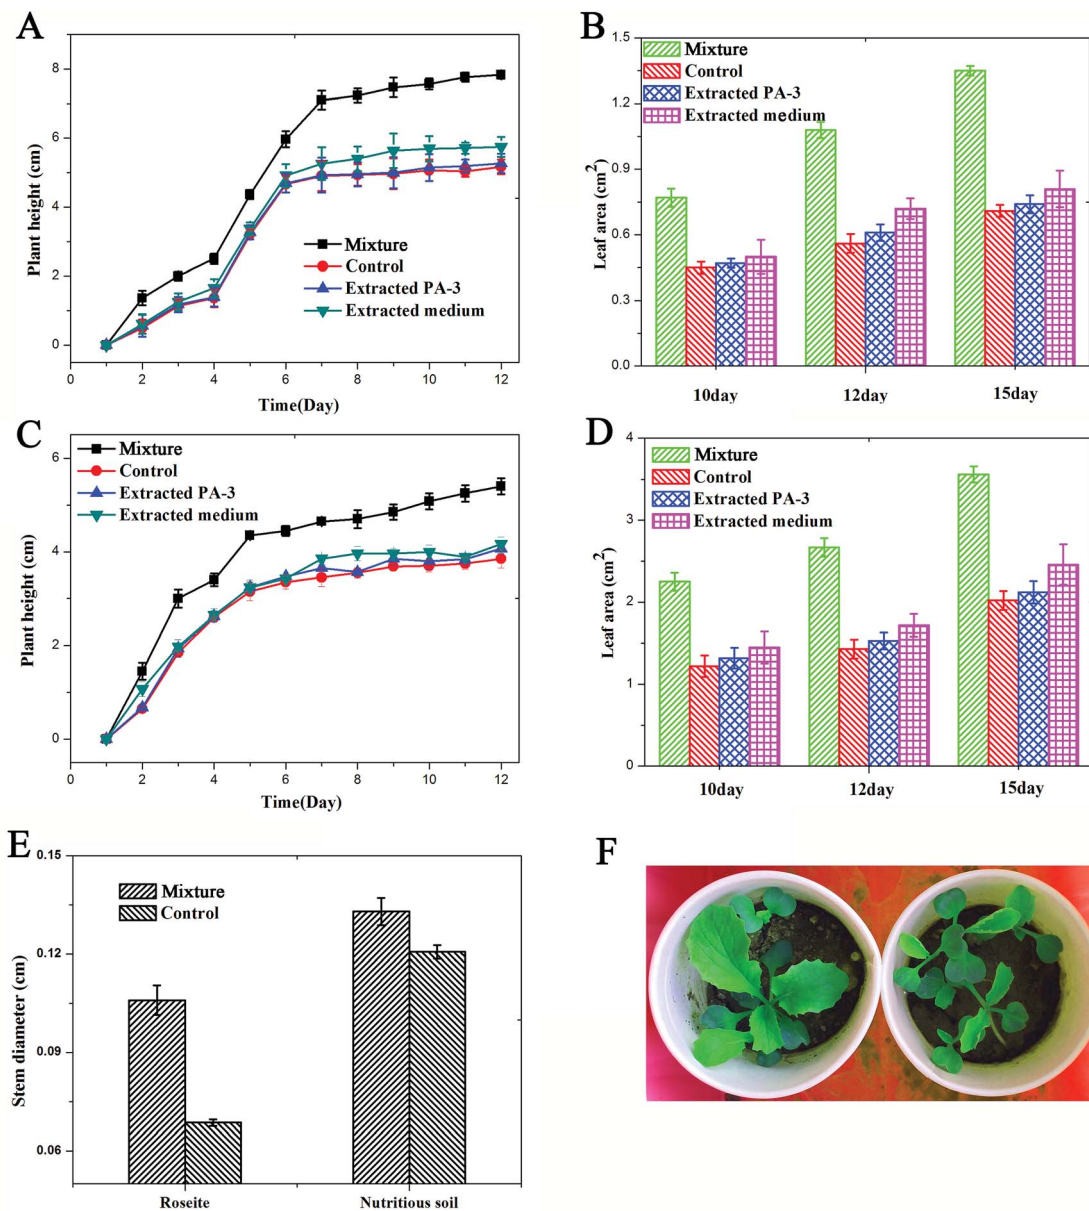 A
Plant height (cm)
8
6
4
2
0
Mixture
Control
Extracted PA-3
Extracted medium
0 2 4 6 8 10 12
Time(Day)
B
Leaf area (cm²)
1.5
1.2
0.9
0.6
0.3
0.0
Mixture
Control
Extracted PA-3
Extracted medium
10day 12day 15day
C
Plant height (cm)
6
4
2
0
Mixture
Control
Extracted PA-3
Extracted medium
0 2 4 6 8 10 12
Time(Day)
D
Leaf area (cm²)
4
3
2
1
0
Mixture
Control
Extracted PA-3
Extracted medium
10day 12day 15day
E
Stem diameter (cm)
0.15
0.12
0.09
0.06
Mixture
Control
Roseite Nutritious soil
F